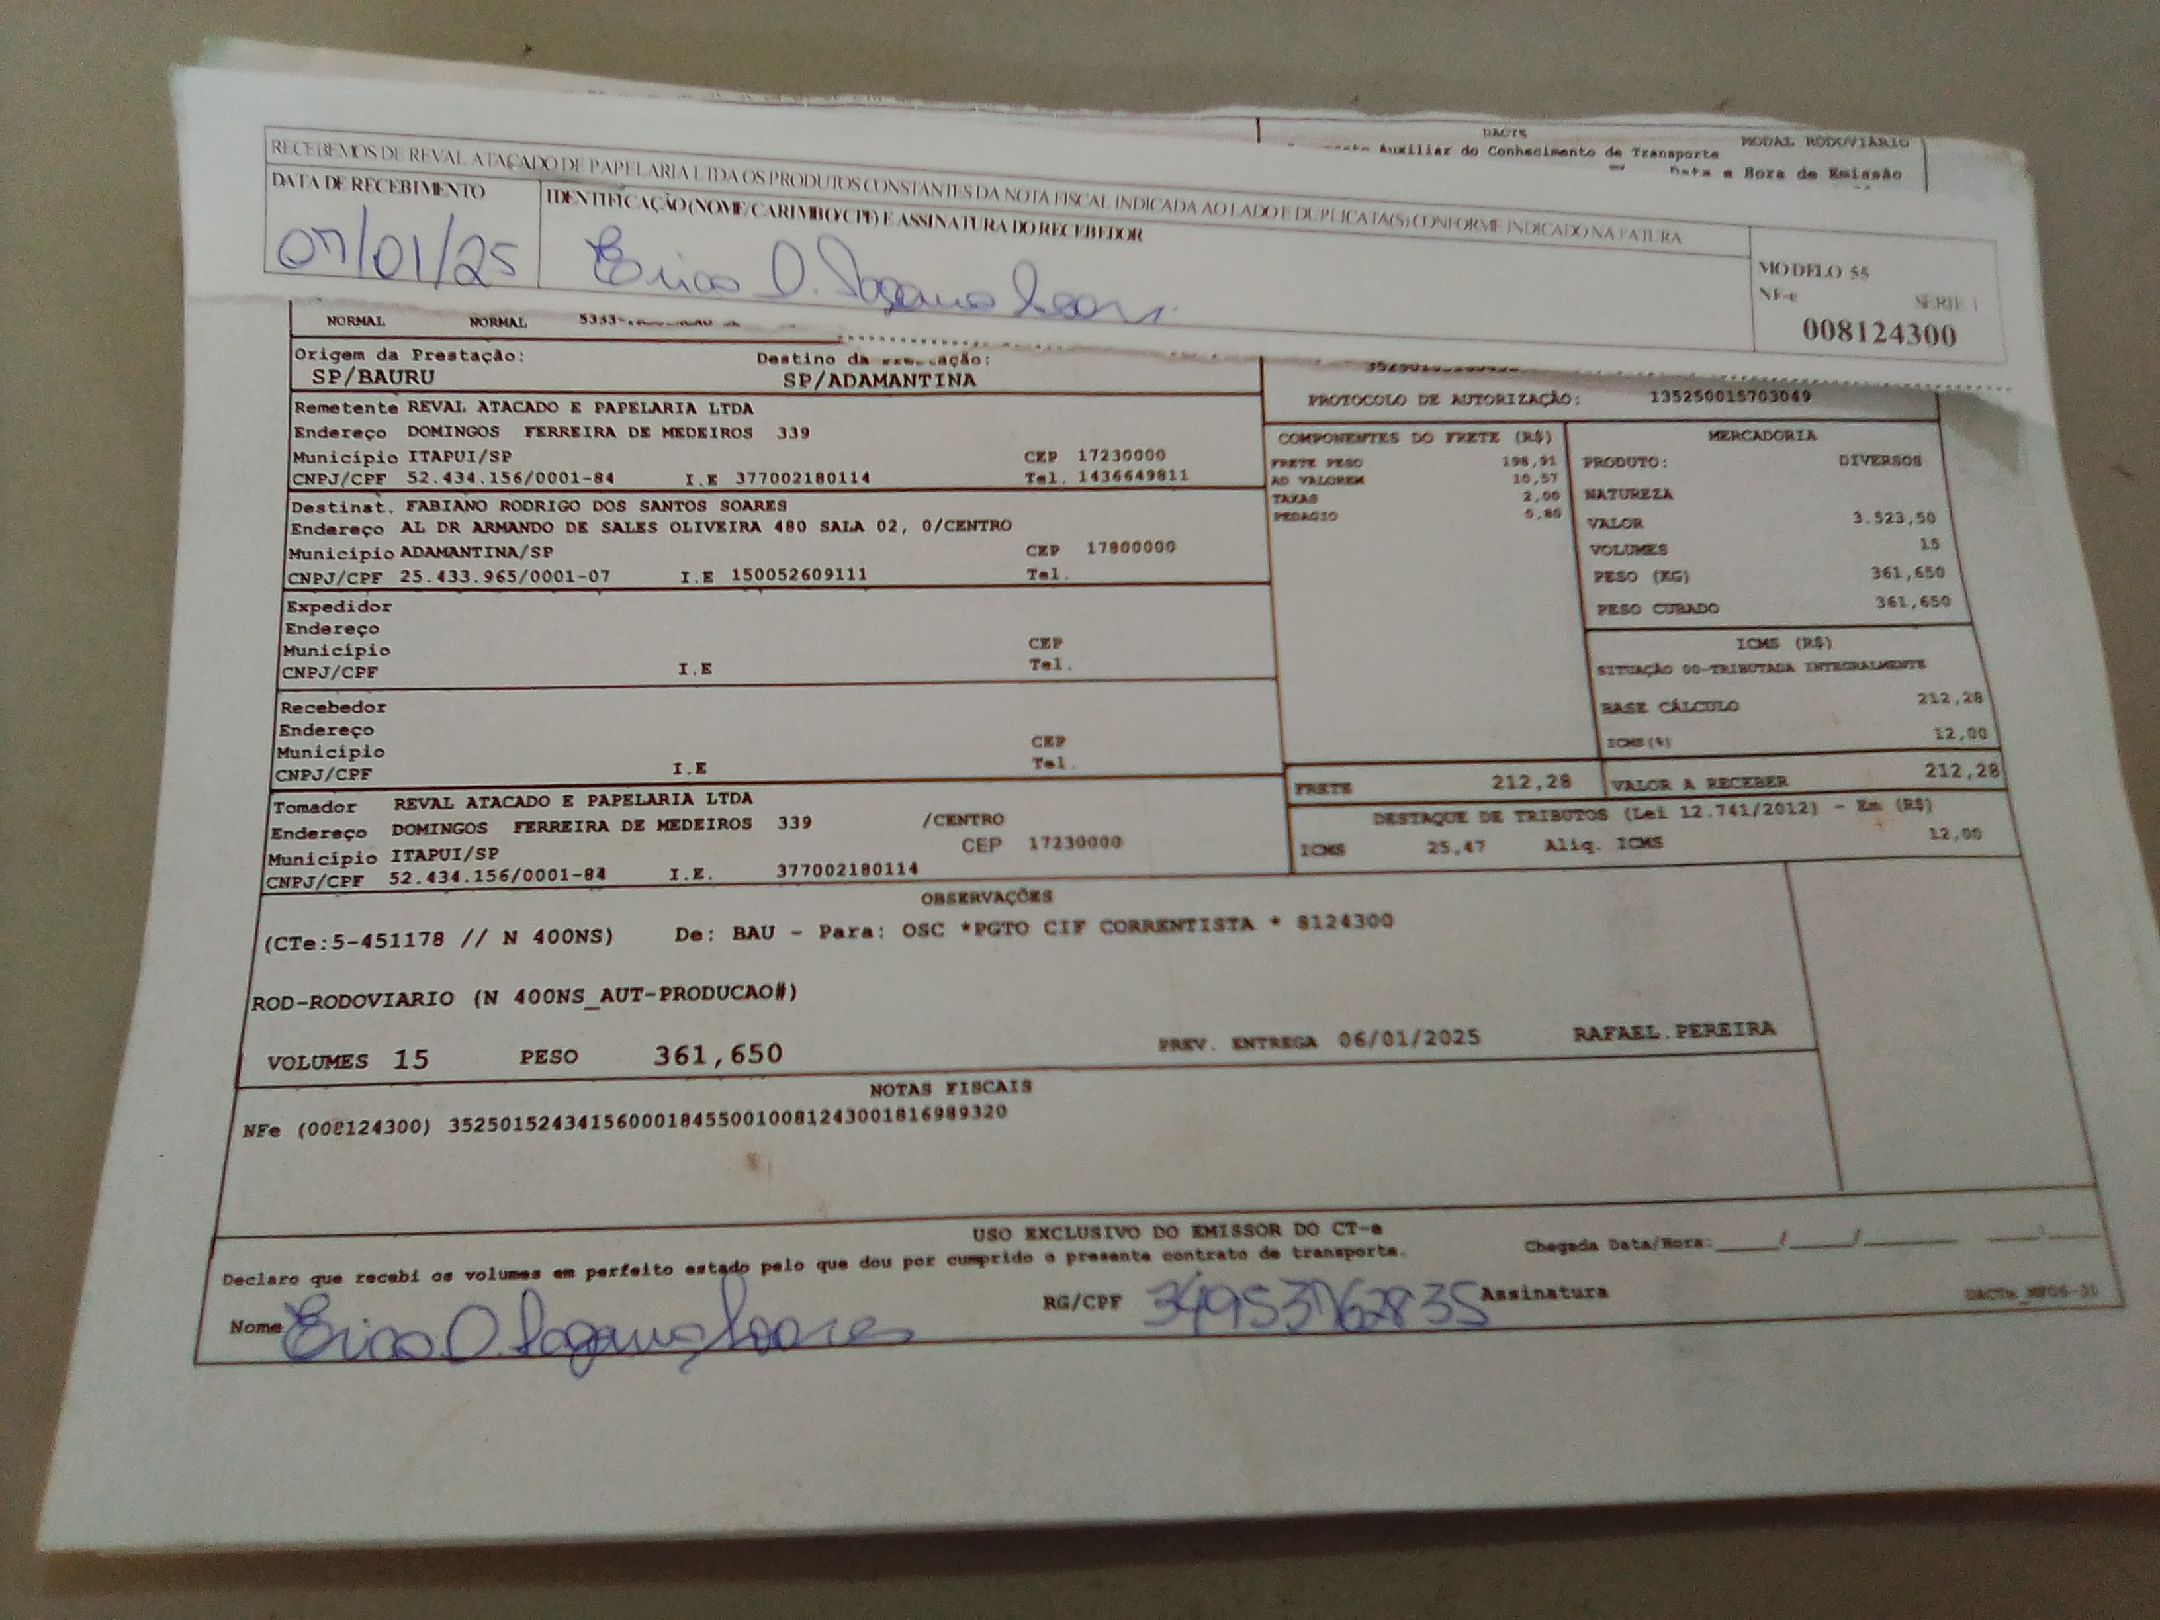 DACTE
Auxiliar do Conhecimento de Transporte
MODAL RODOVIÁRIO
Data e Hora de Emissão
RECEBEMOS DE REVAL ATACADO DE PAPELARIA LTDA OS PRODUTOS CONSTANTES DA NOTA FISCAL INDICADA AO LADO E DUPLICATA(S) CONFORME INDICADO NA FATURA
DATA DE RECEBIMENTO
07/01/25
IDENTIFICAÇÃO (NOME/CARIMBO/CPF) E ASSINATURA DO RECEBEDOR
MODELO 55
NF-e SÉRIE 1
008124300
NORMAL NORMAL
Origem da Prestação:
SP/BAURU
Destino da
SP/ADAMANTINA
Remetente REVAL ATACADO E PAPELARIA LTDA
Endereço DOMINGOS FERREIRA DE MEDEIROS 339
Município ITAPUI/SP CEP 17230000
CNPJ/CPF 52.434.156/0001-84 I.E 377002180114 Tel. 1436649811
Destinat. FABIANO RODRIGO DOS SANTOS SOARES
Endereço AL DR ARMANDO DE SALES OLIVEIRA 480 SALA 02, 0/CENTRO
Município ADAMANTINA/SP CEP 17800000
CNPJ/CPF 25.433.965/0001-07 I.E 150052609111 Tel.
Expedidor
Endereço
Município CEP
CNPJ/CPF I.E Tel.
Recebedor
Endereço
Município CEP
CNPJ/CPF I.E Tel.
Tomador REVAL ATACADO E PAPELARIA LTDA
Endereço DOMINGOS FERREIRA DE MEDEIROS 339 /CENTRO
Município ITAPUI/SP CEP 17230000
CNPJ/CPF 52.434.156/0001-84 I.E. 377002180114
PROTOCOLO DE AUTORIZAÇÃO: 135250015703049
COMPONENTES DO FRETE (R$)
FRETE PESO 198,91
AD VALOREM 10,57
TAXAS 2,00
PEDAGIO 0,80
MERCADORIA
PRODUTO: DIVERSOS
NATUREZA
VALOR 3.523,50
VOLUMES 15
PESO (KG) 361,650
PESO CUBADO 361,650
ICMS (R$)
SITUAÇÃO 00-TRIBUTADA INTEGRALMENTE
BASE CÁLCULO 212,28
ICMS(%) 12,00
FRETE 212,28 VALOR A RECEBER 212,28
DESTAQUE DE TRIBUTOS (Lei 12.741/2012) - Em (R$)
ICMS 25,47 Aliq. ICMS 12,00
OBSERVAÇÕES
(CTe:5-451178 // N 400NS) De: BAU - Para: OSC *PGTO CIF CORRENTISTA * 8124300
ROD-RODOVIARIO (N 400NS_AUT-PRODUCAO#)
VOLUMES 15 PESO 361,650 PREV. ENTREGA 06/01/2025 RAFAEL.PEREIRA
NOTAS FISCAIS
NFe (008124300) 35250152434156000184550010081243001816989320
USO EXCLUSIVO DO EMISSOR DO CT-e
Declaro que recebi os volumes em perfeito estado pelo que dou por cumprido o presente contrato de transporte.
Chegada Data/Hora:____/____/____
Nome
RG/CPF 34953762835 Assinatura